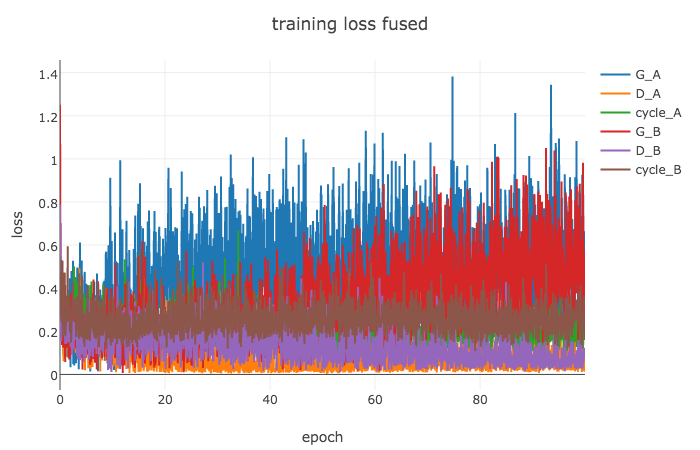 training loss fused
loss
1.4
1.2
1
0.8
0.6
0.4
0.2
0
0
20
40
60
80
epoch
G_A
D_A
cycle_A
G_B
D_B
cycle_B